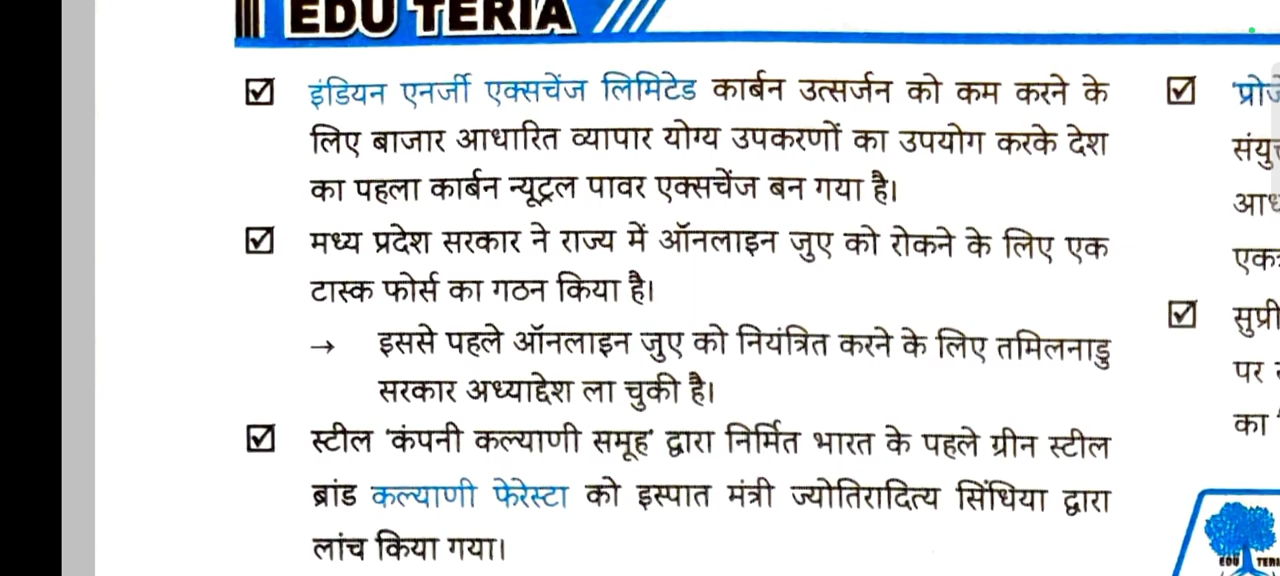 EDU TERIA
इंडियन एनर्जी एक्सचेंज लिमिटेड कार्बन उत्सर्जन को कम करने के
लिए बाजार आधारित व्यापार योग्य उपकरणों का उपयोग करके देश
का पहला कार्बन न्यूट्रल पावर एक्सचेंज बन गया है।
मध्य प्रदेश सरकार ने राज्य में ऑनलाइन जुए को रोकने के लिए एक
टास्क फोर्स का गठन किया है।
→ इससे पहले ऑनलाइन जुए को नियंत्रित करने के लिए तमिलनाडु
सरकार अध्यादेश ला चुकी है।
स्टील 'कंपनी कल्याणी समूह' द्वारा निर्मित भारत के पहले ग्रीन स्टील
ब्रांड कल्याणी फेरेस्टा को इस्पात मंत्री ज्योतिरादित्य सिंधिया द्वारा
लांच किया गया।
पर
का
EDU TERIA